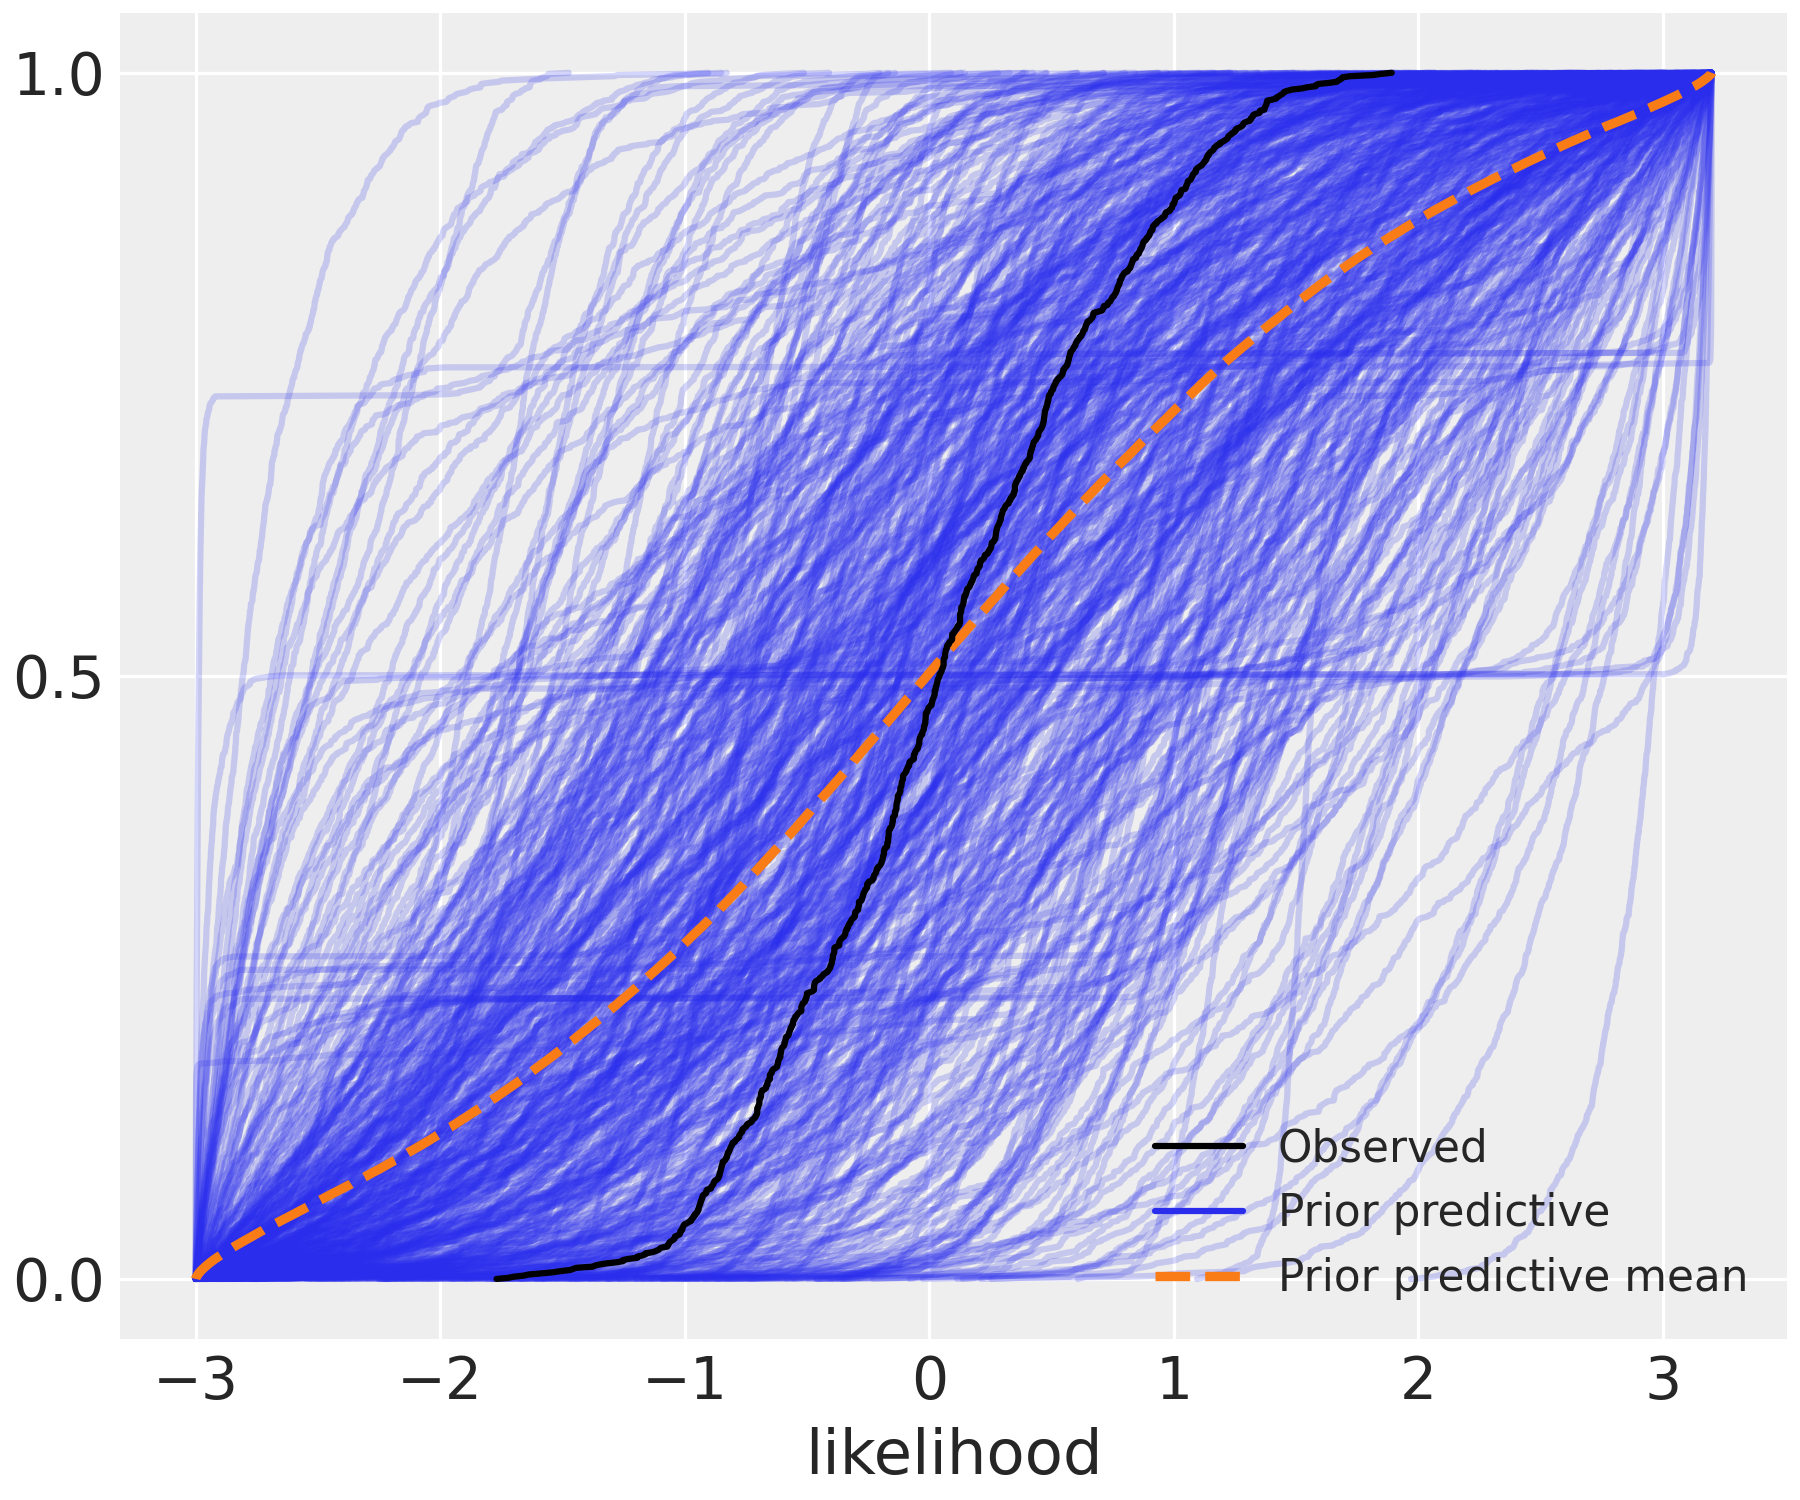 1.0
0.5
0.0
Observed
Prior predictive
Prior predictive mean
−3 −2 −1 0 1 2 3
likelihood